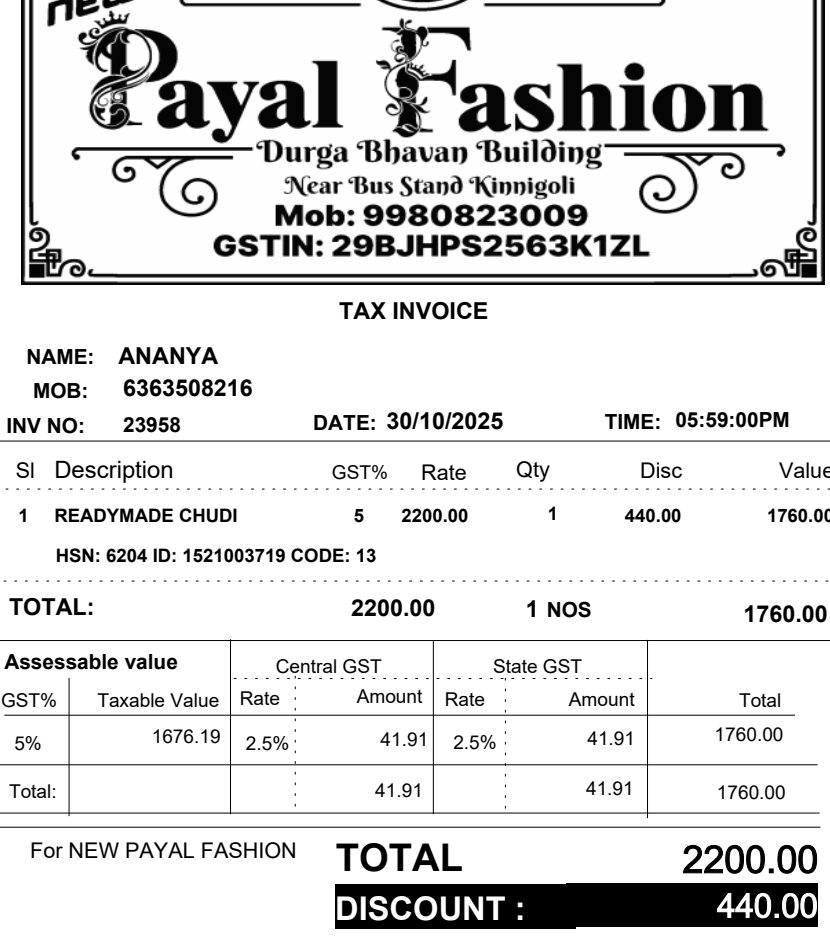 new
Payal Fashion
Durga Bhavan Building
Near Bus Stand Kinnigoli
Mob: 9980823009
GSTIN: 29BJHPS2563K1ZL
TAX INVOICE
NAME: ANANYA
MOB: 6363508216
INV NO: 23958 DATE: 30/10/2025 TIME: 05:59:00PM
Sl Description GST% Rate Qty Disc Value
1 READYMADE CHUDI 5 2200.00 1 440.00 1760.00
HSN: 6204 ID: 1521003719 CODE: 13
TOTAL: 2200.00 1 NOS 1760.00
Assessable value Central GST State GST
GST% Taxable Value Rate Amount Rate Amount Total
5% 1676.19 2.5% 41.91 2.5% 41.91 1760.00
Total: 41.91 41.91 1760.00
For NEW PAYAL FASHION TOTAL 2200.00
DISCOUNT : 440.00